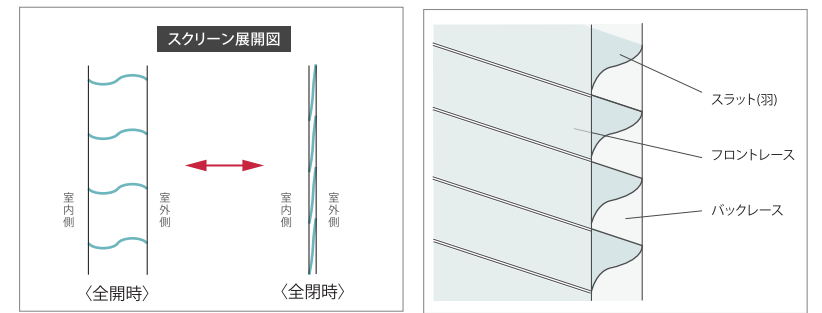 スクリーン展開図
室内側
室外側
室内側
室外側
〈全開時〉
〈全閉時〉
スラット(羽)
フロントレース
バックレース